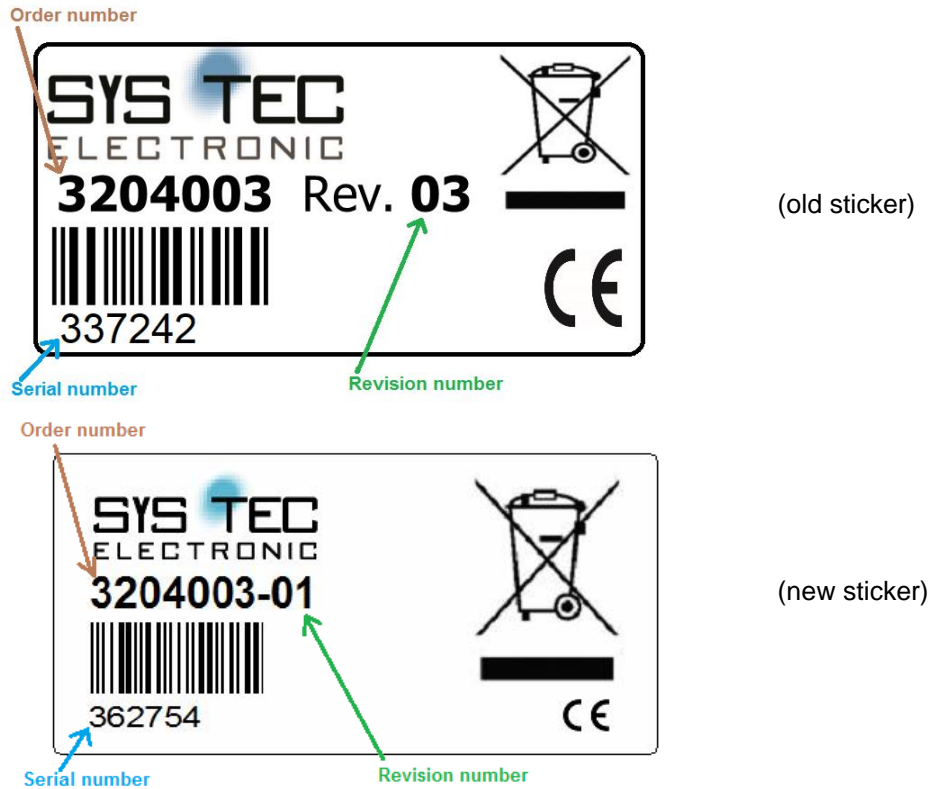 Order number
SYS TEC
ELECTRONIC
3204003 Rev. 03
(old sticker)
CE
337242
Serial number
Revision number
Order number
SYS TEC
ELECTRONIC
3204003-01
(new sticker)
362754
CE
Serial number
Revision number